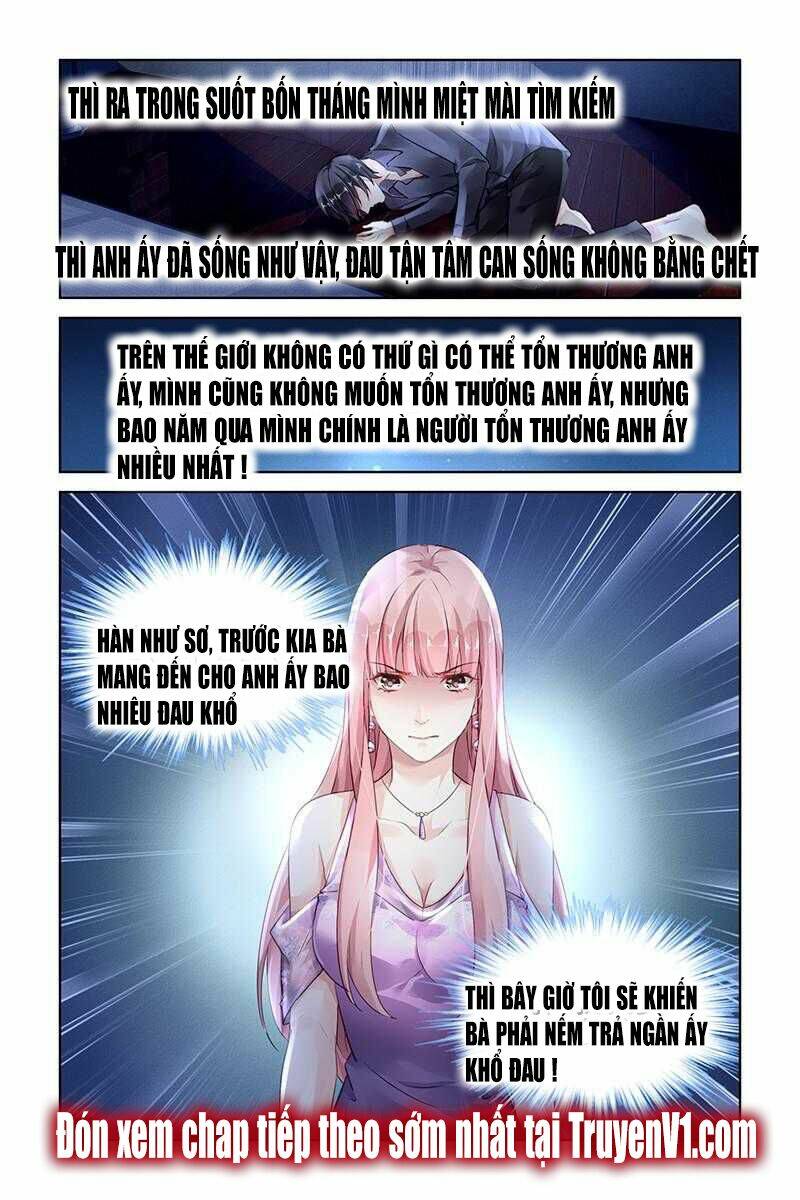 THÌ RA TRONG SUỐT BỐN THÁNG MÌNH MIỆT MÀI TÌM KIẾM
THÌ ANH ẤY ĐÃ SỐNG NHƯ VẬY, ĐAU TẬN TÂM CAN SỐNG KHÔNG BẰNG CHẾT
TRÊN THẾ GIỚI KHÔNG CÓ THỨ GÌ CÓ THỂ TỔN THƯƠNG ANH
ẤY, MÌNH CŨNG KHÔNG MUỐN TỔN THƯƠNG ANH ẤY, NHƯNG
BAO NĂM QUA MÌNH CHÍNH LÀ NGƯỜI TỔN THƯƠNG ANH ẤY
NHIỀU NHẤT !
HÀN NHƯ SƠ, TRƯỚC KIA BÀ
MANG ĐẾN CHO ANH ẤY BAO
NHIÊU ĐAU KHỔ
THÌ BÂY GIỜ TÔI SẼ KHIẾN
BÀ PHẢI NẾM TRẢ NGẦN ẤY
KHỔ ĐAU !
Đón xem chap tiếp theo sớm nhất tại TruyenV1.com